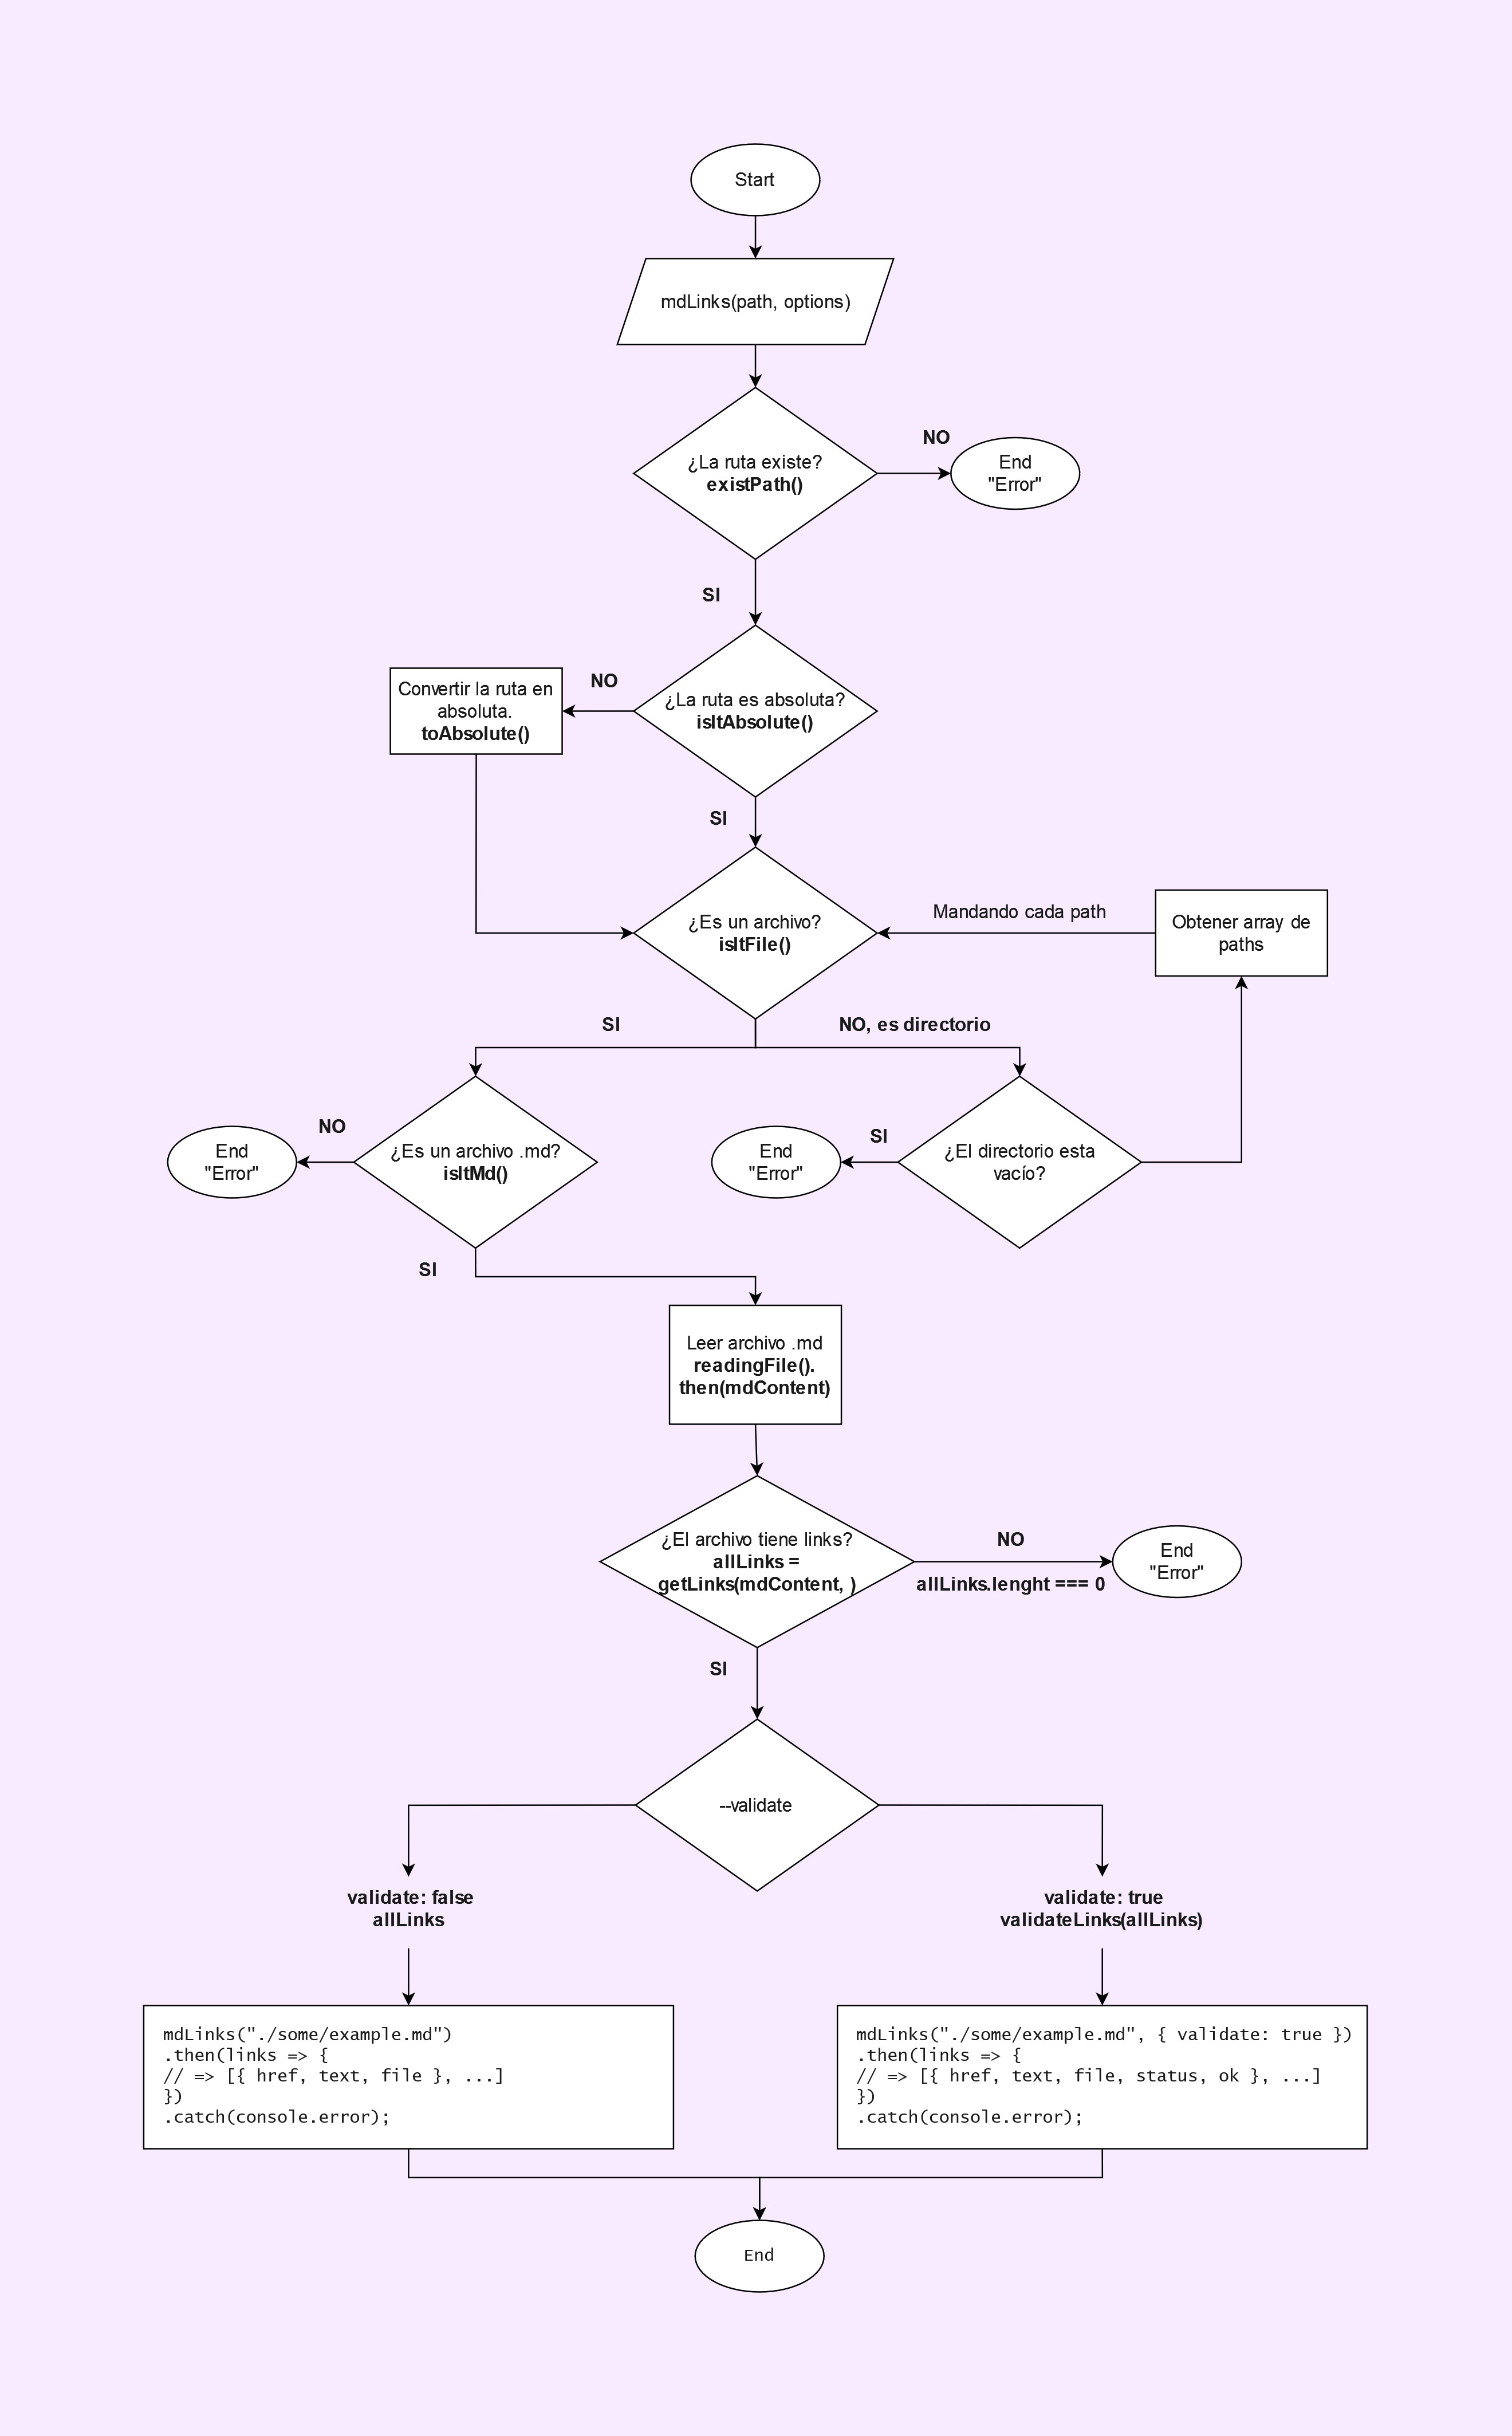 Start
mdLinks(path, options)
¿La ruta existe?
existPath()
NO
End
"Error"
SI
¿La ruta es absoluta?
isItAbsolute()
NO
Convertir la ruta en
absoluta.
toAbsolute()
SI
¿Es un archivo?
isItFile()
Mandando cada path
Obtener array de
paths
SI
NO, es directorio
¿Es un archivo .md?
isItMd()
NO
End
"Error"
¿El directorio esta
vacío?
SI
End
"Error"
SI
Leer archivo .md
readingFile().
then(mdContent)
¿El archivo tiene links?
allLinks =
getLinks(mdContent, )
NO
allLinks.lenght === 0
End
"Error"
SI
--validate
validate: false
allLinks
validate: true
validateLinks(allLinks)
mdLinks("./some/example.md")
.then(links => {
// => [{ href, text, file }, ...]
})
.catch(console.error);
mdLinks("./some/example.md", { validate: true })
.then(links => {
// => [{ href, text, file, status, ok }, ...]
})
.catch(console.error);
End